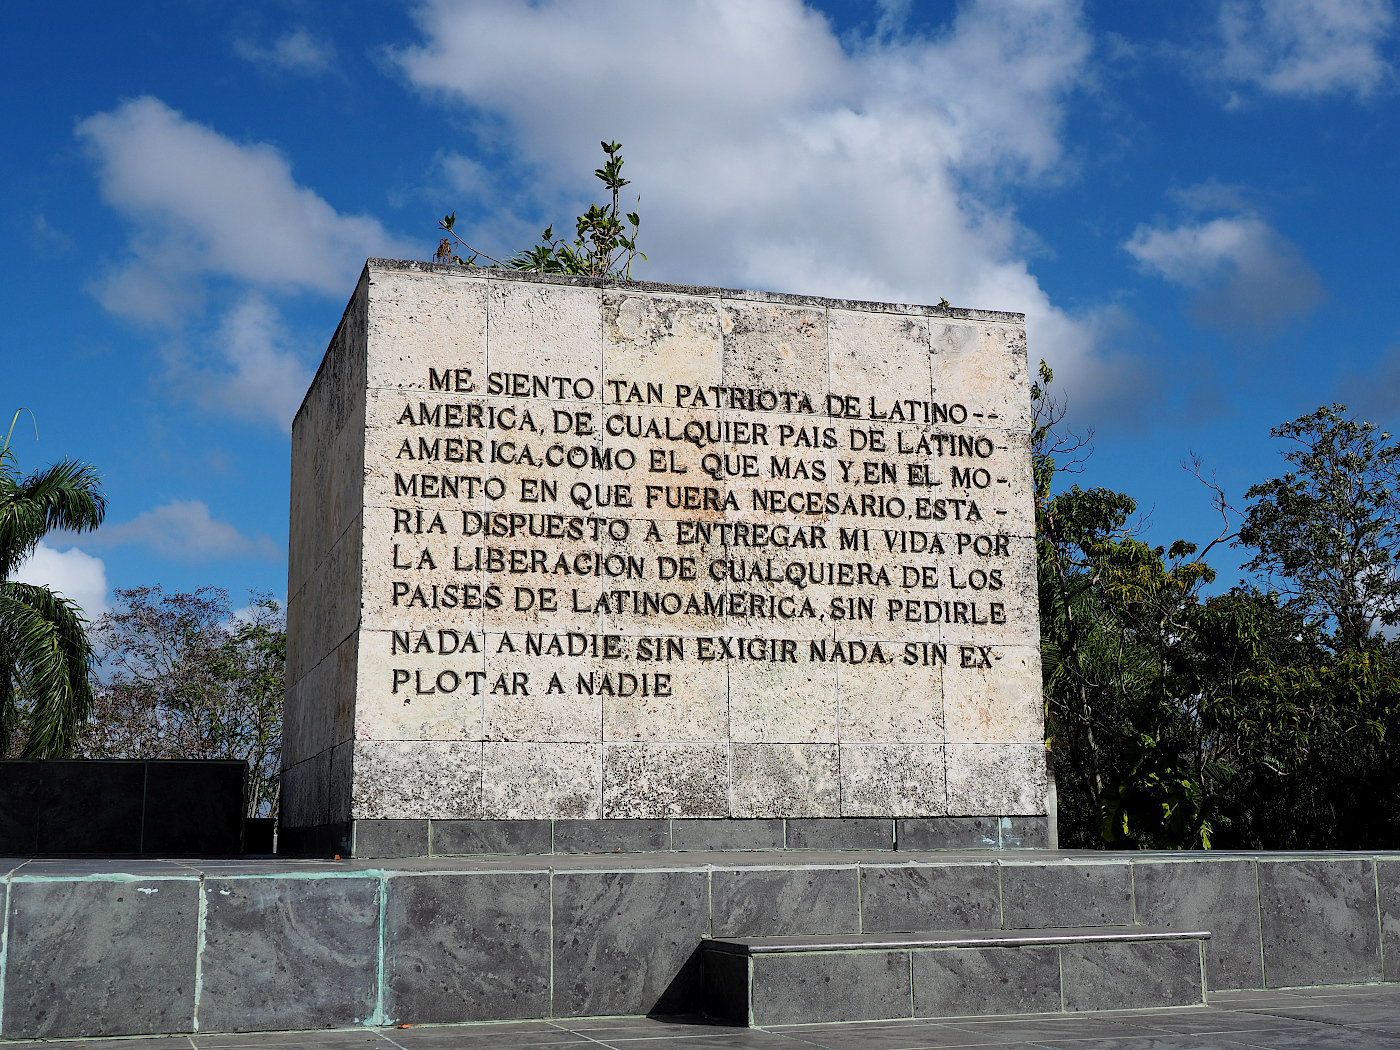 ...ME SIENTO TAN PATRIOTA DE LATINO--
AMERICA, DE CUALQUIER PAIS DE LATINO-
AMERICA, COMO EL QUE MAS Y, EN EL MO-
MENTO EN QUE FUERA NECESARIO, ESTA-
RIA DISPUESTO A ENTREGAR MI VIDA POR
LA LIBERACION DE CUALQUIERA DE LOS
PAISES DE LATINOAMERICA, SIN PEDIRLE
NADA A NADIE, SIN EXIGIR NADA, SIN EX-
PLOTAR A NADIE